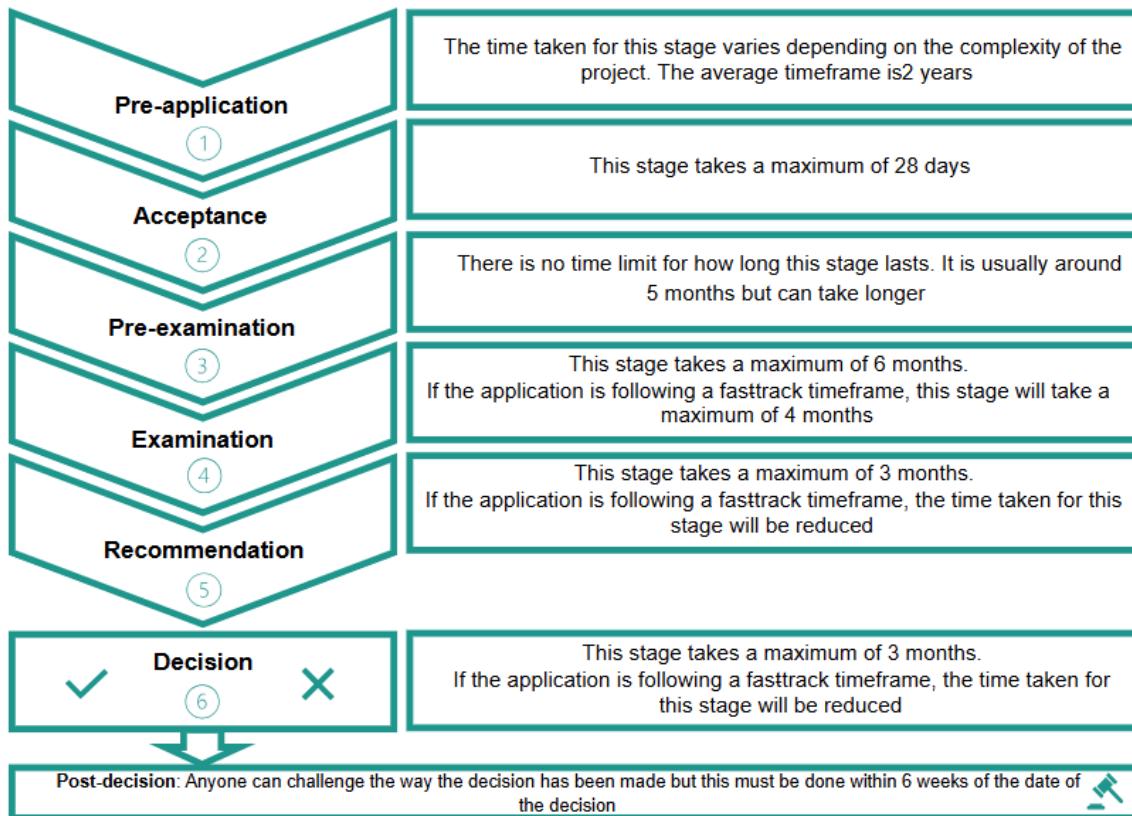 Pre-application
1
The time taken for this stage varies depending on the complexity of the
project. The average timeframe is2 years
Acceptance
2
This stage takes a maximum of 28 days
Pre-examination
3
There is no time limit for how long this stage lasts. It is usually around
5 months but can take longer
Examination
4
This stage takes a maximum of 6 months.
If the application is following a fast-track timeframe, this stage will take a
maximum of 4 months
Recommendation
5
This stage takes a maximum of 3 months.
If the application is following a fast-track timeframe, the time taken for this
stage will be reduced
Decision
6
This stage takes a maximum of 3 months.
If the application is following a fast-track timeframe, the time taken for
this stage will be reduced
Post-decision: Anyone can challenge the way the decision has been made but this must be done within 6 weeks of the date of
the decision